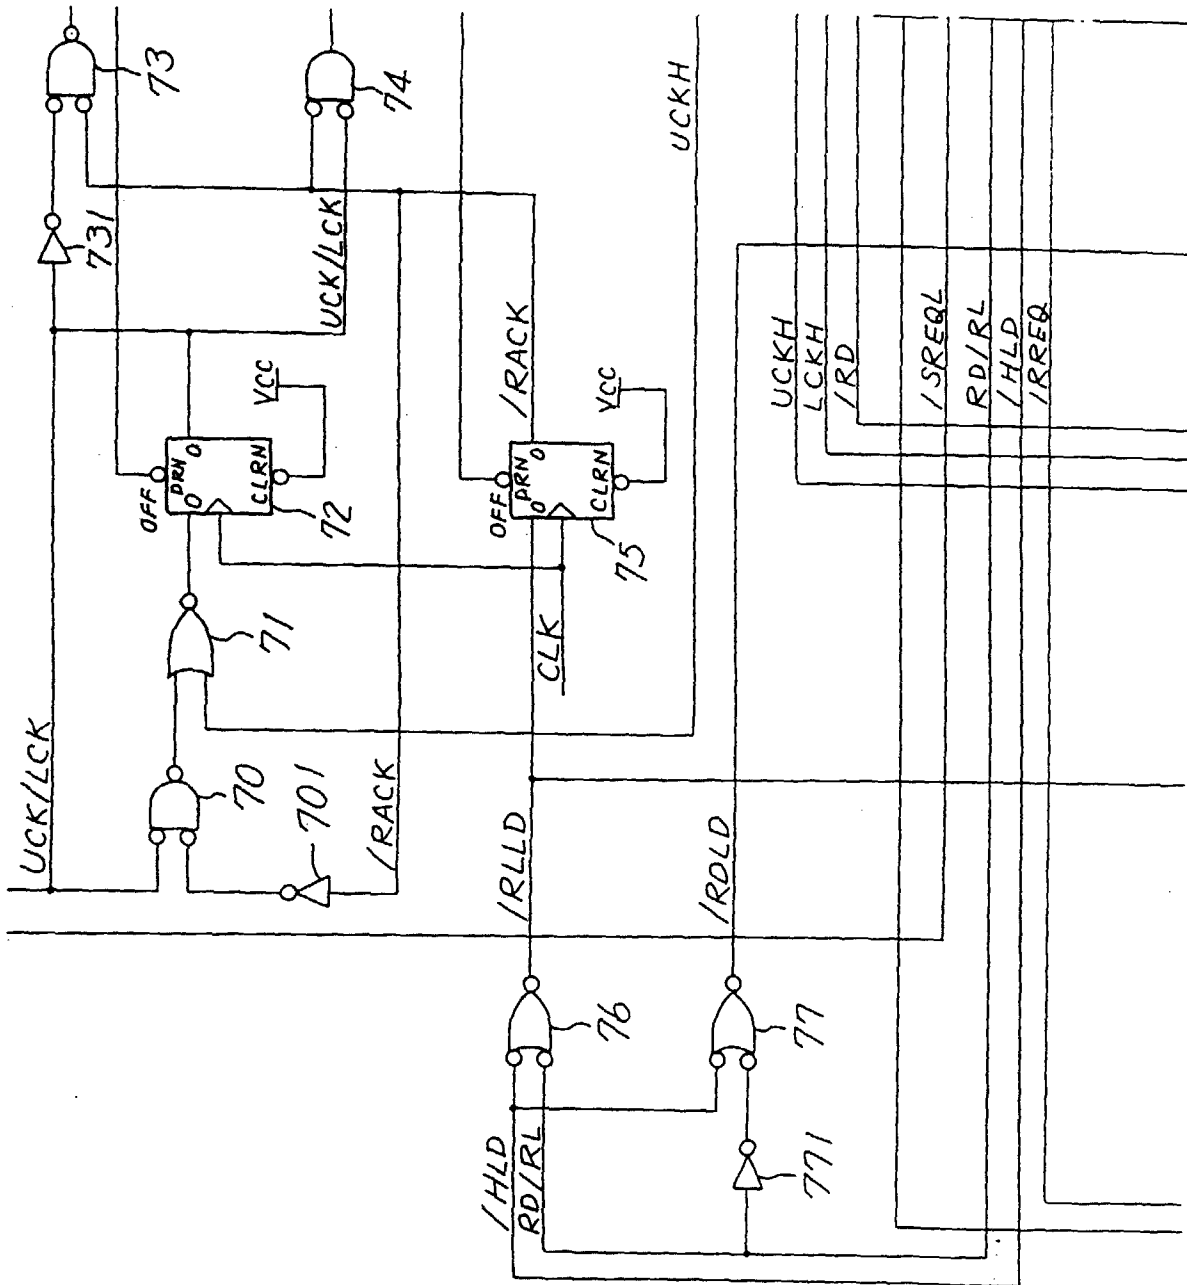 73
74
731
UCKH
UCK/LCK
/RACK
VCC
VCC
UCKH
LCKH
/RD
/SREQL
RD/RL
/HLD
/RREQ
OFF
PRN
O
O
CLRN
72
OFF
PRN
O
O
CLRN
75
71
CLK
UCK/LCK
70
701
/RACK
/RLLD
/RDLD
76
77
/HLD
RD/RL
771